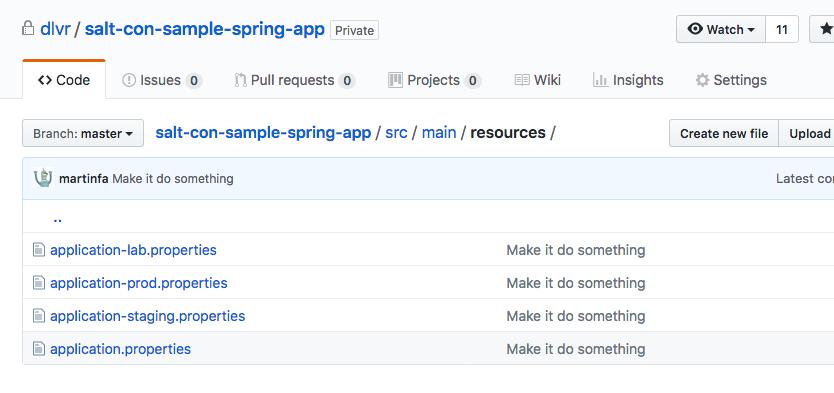 dlvr / salt-con-sample-spring-app Private Watch 11
Code Issues 0 Pull requests 0 Projects 0 Wiki Insights Settings
Branch: master salt-con-sample-spring-app / src / main / resources / Create new file Upload
martinfa Make it do something Latest co
..
application-lab.properties Make it do something
application-prod.properties Make it do something
application-staging.properties Make it do something
application.properties Make it do something